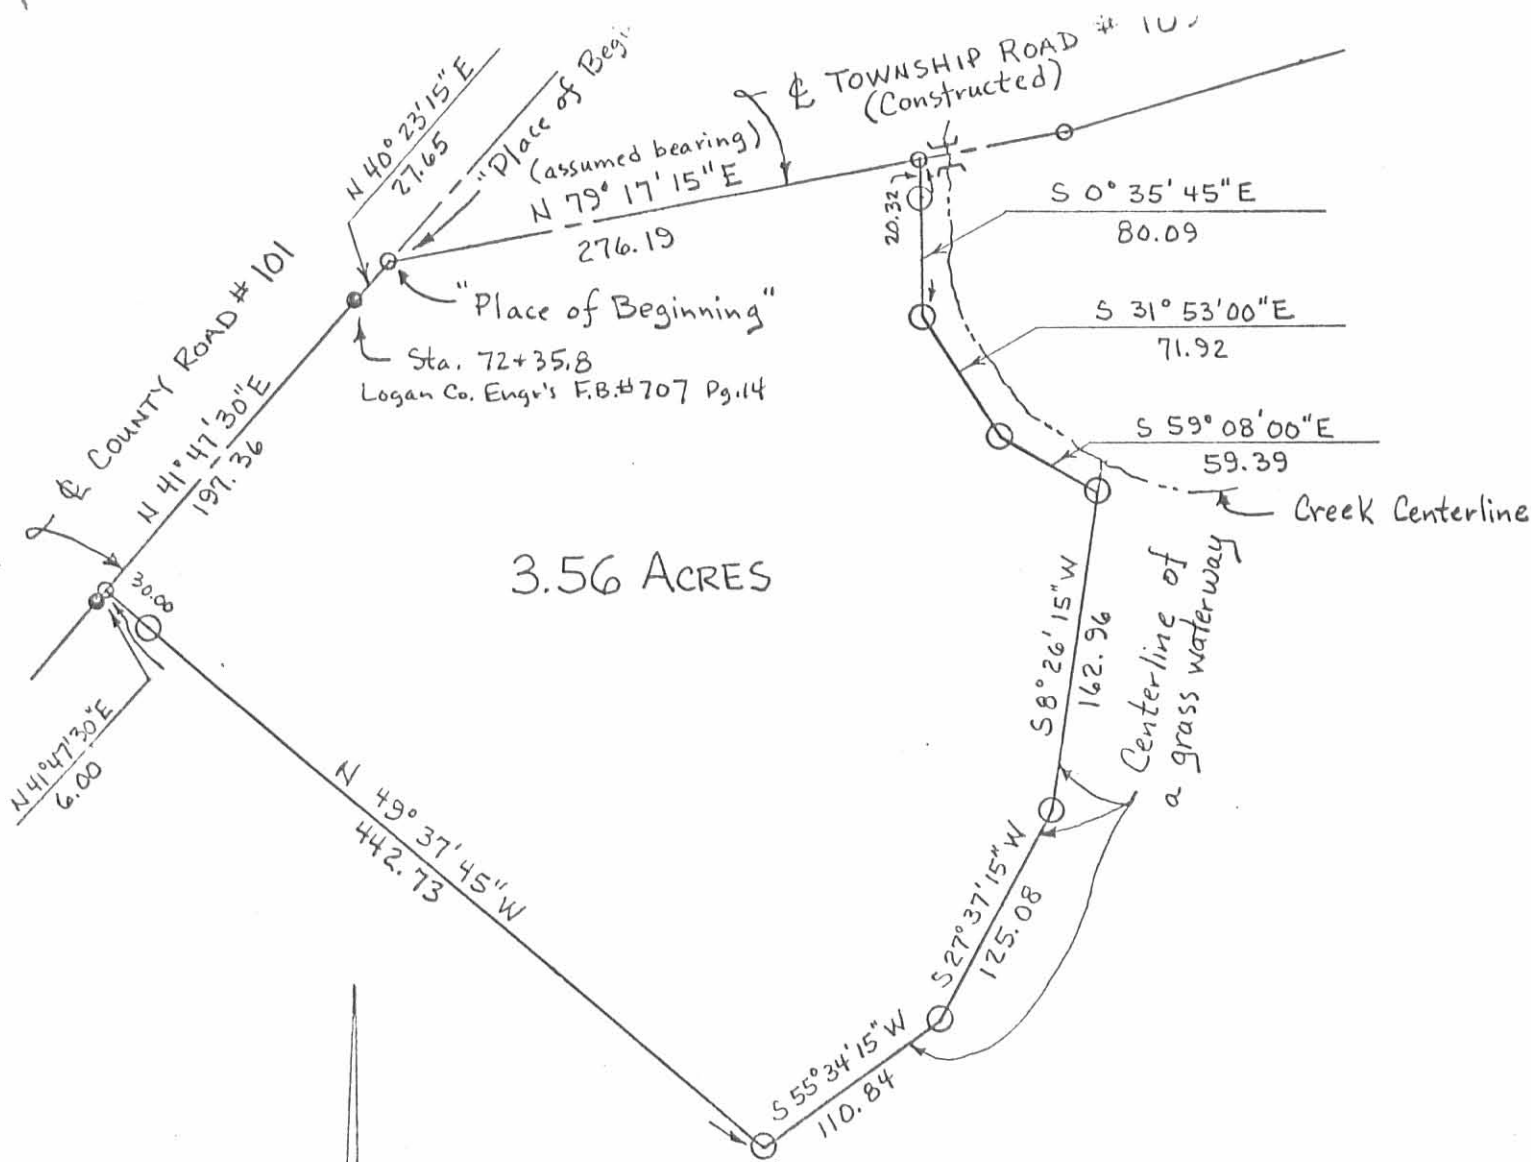 N 40° 23' 15" E
27.65
"Place of
(assumed bearing)
N 79° 17' 15" E
276.19
℄ TOWNSHIP ROAD #
(Constructed)
20.32
S 0° 35' 45" E
80.09
S 31° 53' 00" E
71.92
S 59° 08' 00" E
59.39
Creek Centerline
"Place of Beginning"
Sta. 72+35.8
Logan Co. Engr's F.B.#707 Pg.14
℄ COUNTY ROAD # 101
N 41° 47' 30" E
197.36
30.00
3.56 ACRES
N 41° 47' 30" E
6.00
N 49° 37' 45" W
442.73
S 8° 26' 15" W
162.96
Centerline of
a grass waterway
S 27° 37' 15" W
125.08
S 55° 34' 15" W
110.84